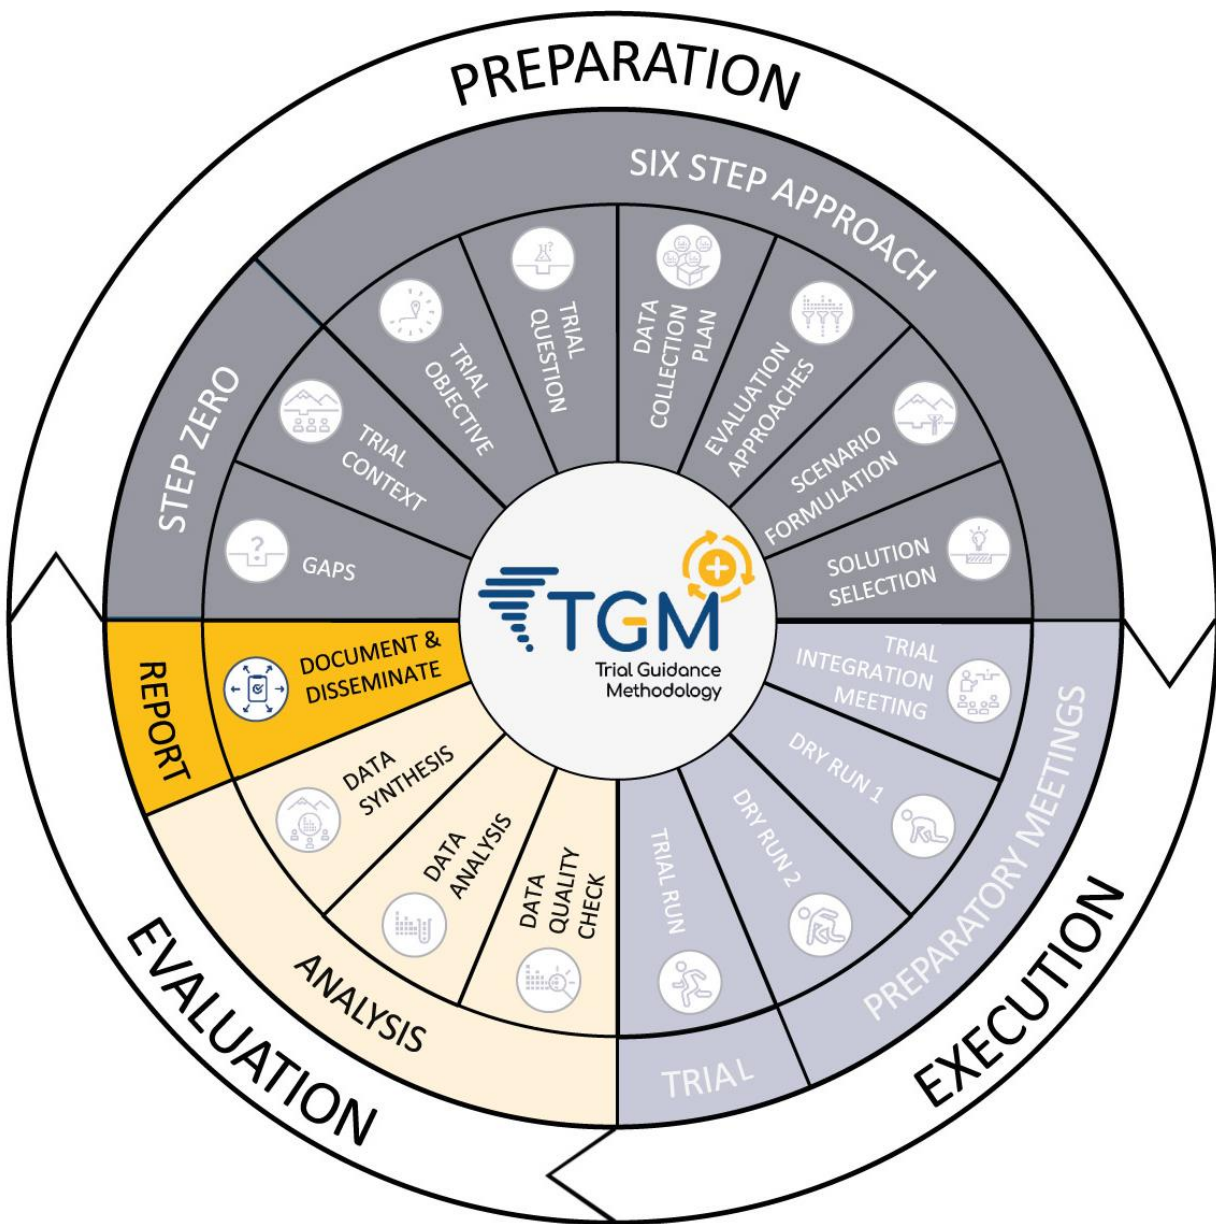 PREPARATION
SIX STEP APPROACH
STEP ZERO
GAPS
TRIAL
CONTEXT
TRIAL
OBJECTIVE
TRIAL
QUESTION
DATA
COLLECTION
PLAN
EVALUATION
APPROACHES
SCENARIO
FORMULATION
SOLUTION
SELECTION
TGM
Trial Guidance
Methodology
EXECUTION
PREPARATORY MEETINGS
TRIAL
INTEGRATION
MEETING
DRY RUN 1
DRY RUN 2
TRIAL
TRIAL RUN
EVALUATION
ANALYSIS
DATA
QUALITY
CHECK
DATA
ANALYSIS
DATA
SYNTHESIS
REPORT
DOCUMENT &
DISSEMINATE
?